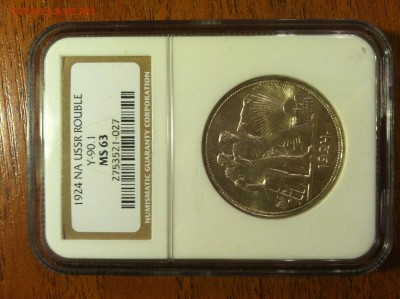 1924 NA USSR ROUBLE
Y-90.1
MS 63
2753521-027
NUMISMATIC GUARANTY CORPORATION
1924